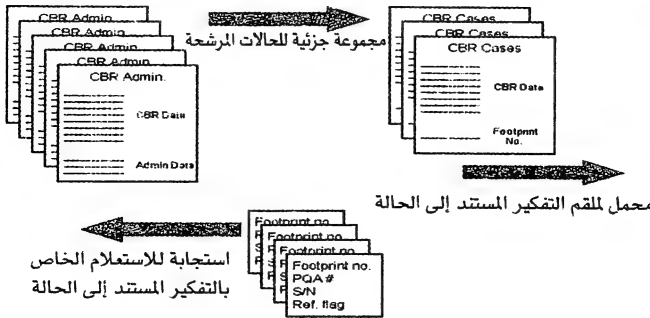 CBR Admin.
CBR Admin.
CBR Admin.
CBR Admin.
CBR Admin.
CBR Data
Admin Data
مجموعة جزئية للحالات المرشحة
CBR Cases
CBR Cases
CBR Cases
CBR Data
Footprint
No.
محمل لملقم التفكير المستند إلى الحالة
استجابة للاستعلام الخاص
بالتفكير المستند إلى الحالة
Footprint no.
Footprint no.
Footprint no.
Footprint no.
PQA #
S/N
Ref. flag